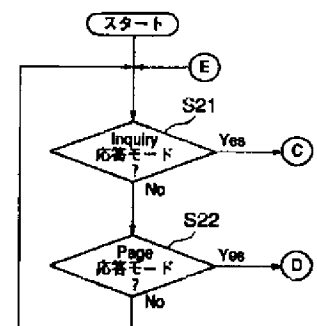 スタート
E
S21
Inquiry
応答モード
?
Yes
C
No
S22
Page
応答モード
?
Yes
D
No